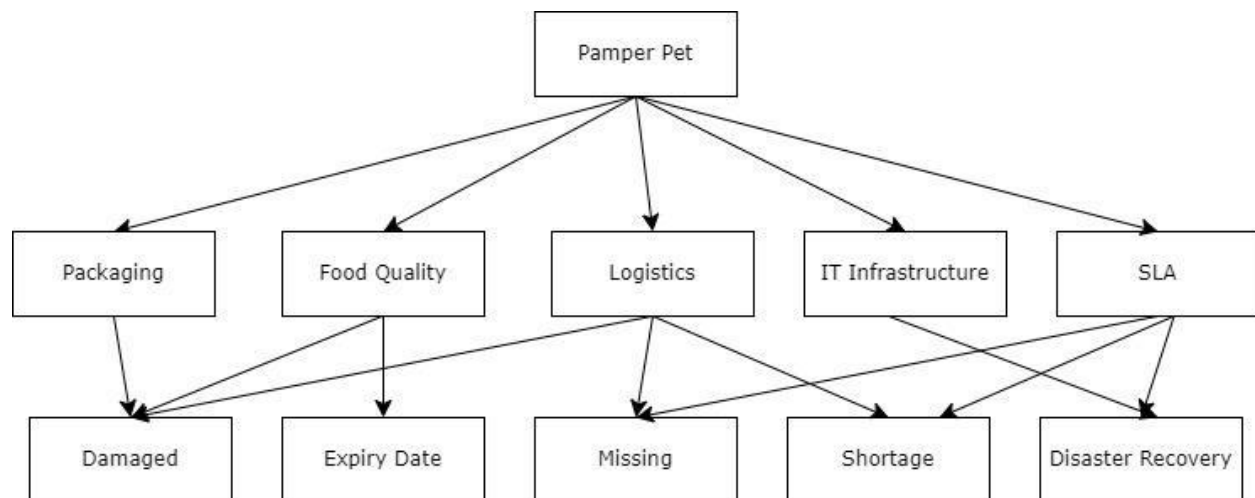 Pamper Pet
Packaging
Food Quality
Logistics
IT Infrastructure
SLA
Damaged
Expiry Date
Missing
Shortage
Disaster Recovery